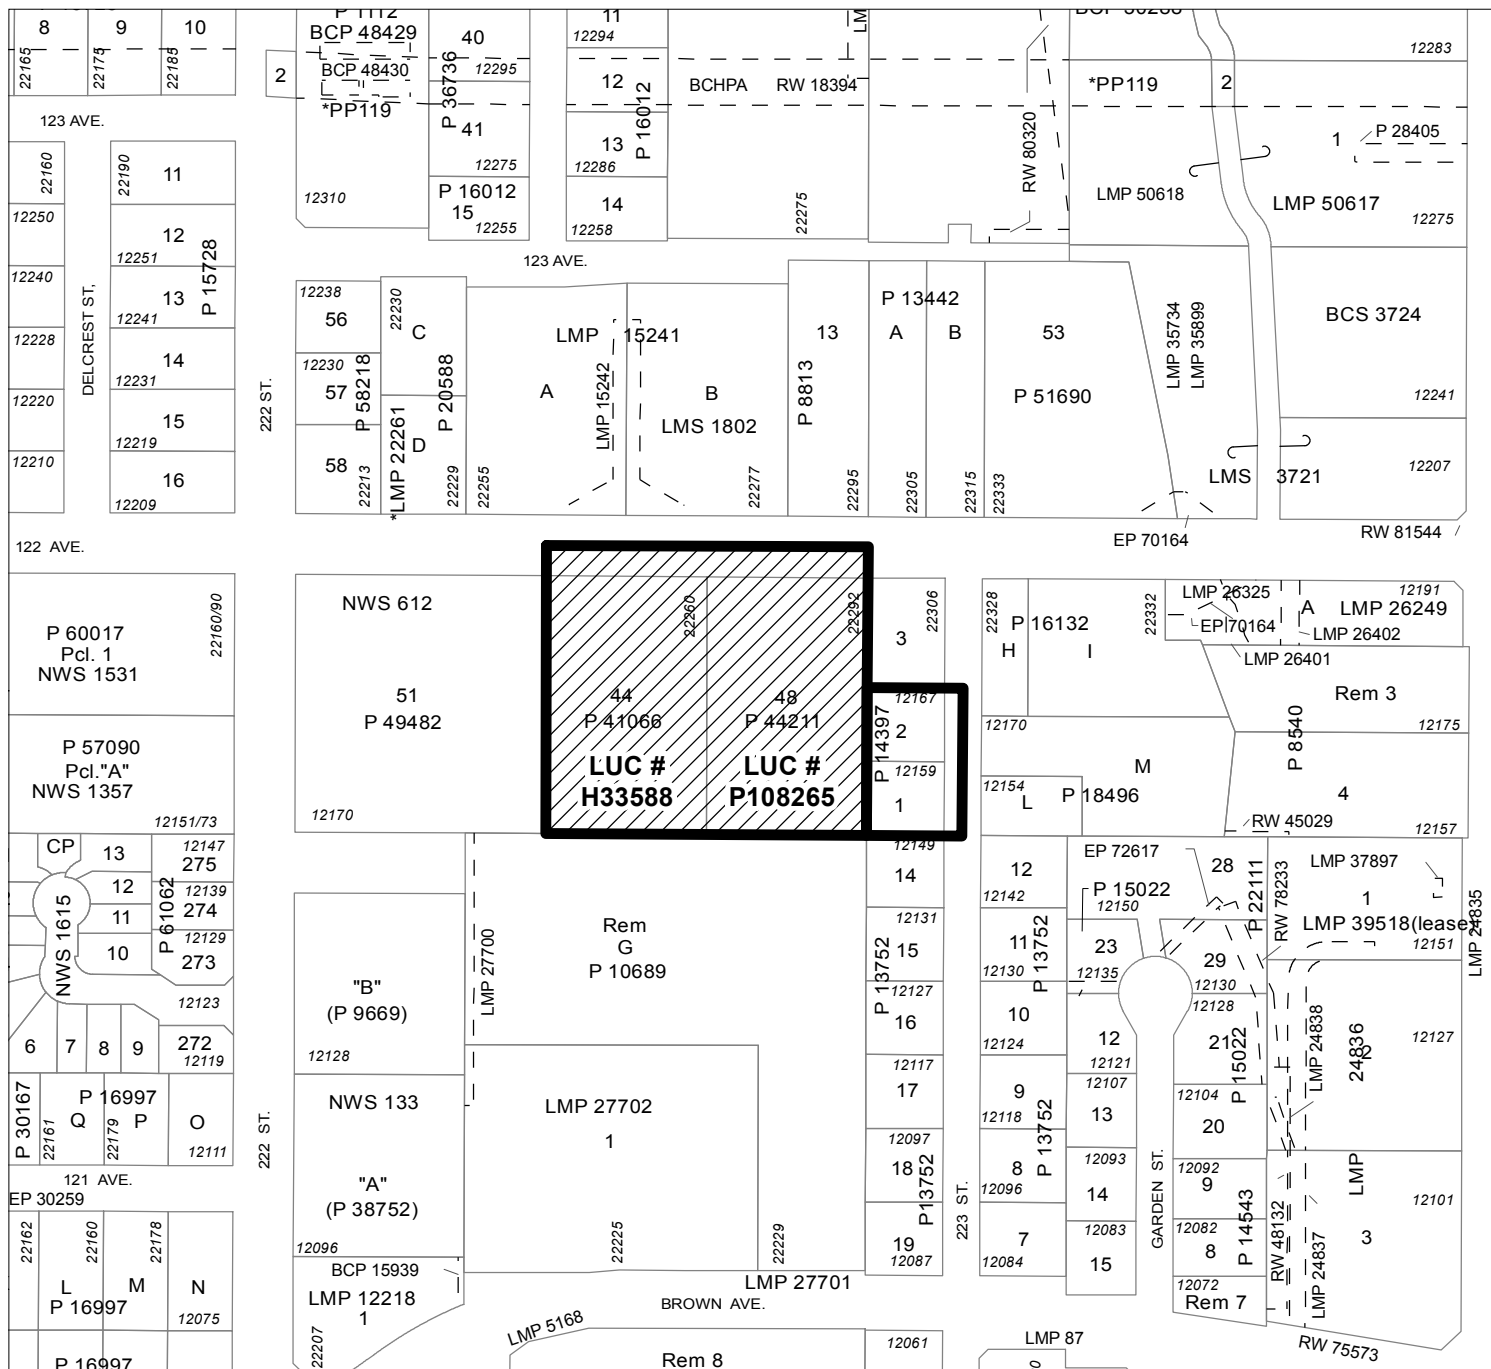 8
9
10
22165
22175
22185
P 1112
BCP 48429
BCP 48430
*PP119
2
12310
P 36736
40
12295
41
12275
P 16012
15
12255
11
12294
12
13
12286
P 16012
14
12258
BCHPA
RW 18394
22275
RW 80320
*PP119
2
12283
1
P 28405
LMP 50618
LMP 50617
12275
123 AVE.
123 AVE.
22160
22190
11
12250
12
12251
P 15728
12240
13
12241
12228
14
12231
12220
15
12219
12210
16
12209
DELCREST ST,
222 ST.
12238
56
12230
57
58
P 58218
22213
22230
C
P 20588
*LMP 22261
D
22229
22255
A
LMP 15241
LMP 15242
B
LMS 1802
22277
P 8813
13
22295
P 13442
A
B
22305
22315
22333
53
P 51690
LMP 35734
LMP 35899
BCS 3724
12241
LMS 3721
12207
EP 70164
RW 81544
122 AVE.
P 60017
Pcl. 1
NWS 1531
22160/90
P 57090
Pcl."A"
NWS 1357
12151/73
NWS 612
51
P 49482
12170
22260
44
P 41066
LUC #
H33588
22292
48
P 44211
LUC #
P108265
22306
3
12167
2
P 14397
12159
1
22328
H
P 16132
I
22332
12170
M
12154
L
P 18496
LMP 26325
EP 70164
LMP 26401
LMP 26402
A
12191
LMP 26249
Rem 3
12175
P 8540
4
RW 45029
12157
CP
13
12147
275
12
12139
274
11
P 61062
12129
10
273
NWS 1615
12123
6
7
8
9
272
12119
P 30167
P 16997
Q
P
O
22161
22179
12111
121 AVE.
EP 30259
22162
22160
22178
L
M
N
P 16997
12075
P 16997
222 ST.
"B"
(P 9669)
12128
NWS 133
"A"
(P 38752)
12096
BCP 15939
LMP 12218
1
22207
LMP 27700
Rem
G
P 10689
LMP 27702
1
22225
22229
LMP 27701
BROWN AVE.
LMP 5168
Rem 8
12149
14
12131
15
P 13752
12127
16
12117
17
12097
18
P13752
19
12087
12061
223 ST.
12
12142
11
12130
P 13752
10
12124
9
12118
P 13752
8
12096
7
12084
LMP 87
EP 72617
P 15022
12150
23
12135
12
12121
12107
13
12093
14
12083
15
GARDEN ST.
28
P 22111
RW 78233
29
12130
12128
21
P 15022
12104
20
12092
9
12082
P 14543
8
12072
Rem 7
RW 48132
LMP 37897
1
LMP 39518(lease)
12151
LMP 24835
LMP 24838
LMP 24836
2
12127
12101
3
LMP 24837
RW 75573